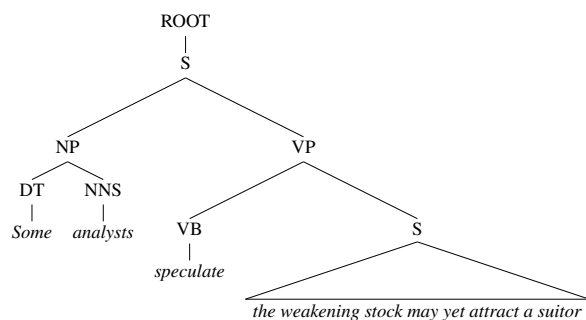 ROOT
S
NP VP
DT NNS VB S
Some analysts speculate
the weakening stock may yet attract a suitor